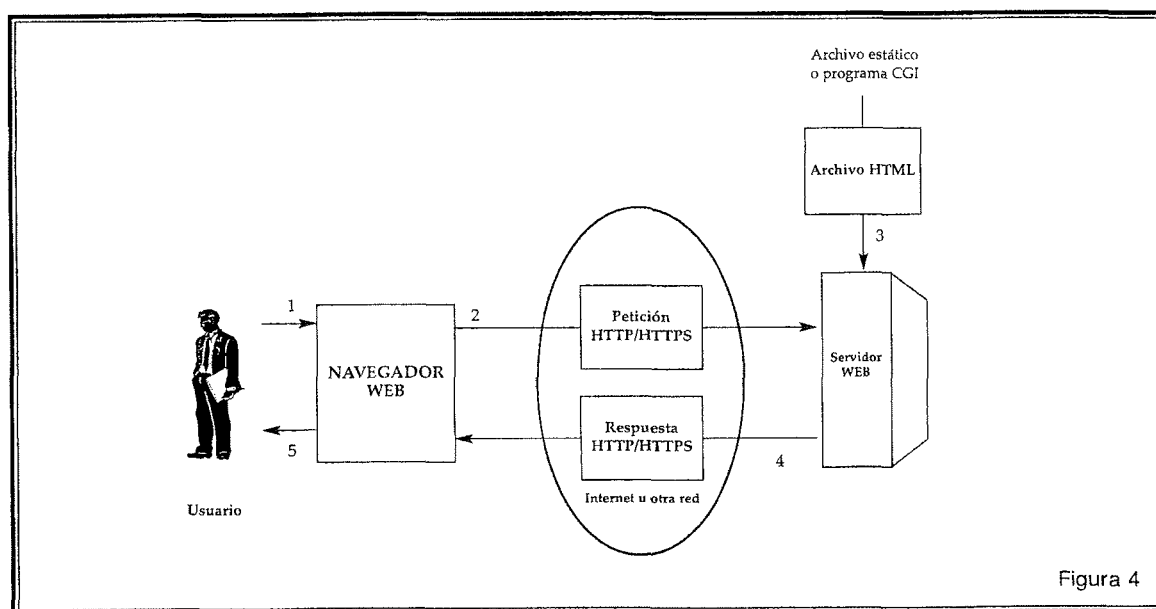 Archivo estático
o programa CGI
Archivo HTML
3
1
2
Petición
HTTP/HTTPS
NAVEGADOR
WEB
Servidor
WEB
Respuesta
HTTP/HTTPS
5
4
Internet u otra red
Usuario
Figura 4